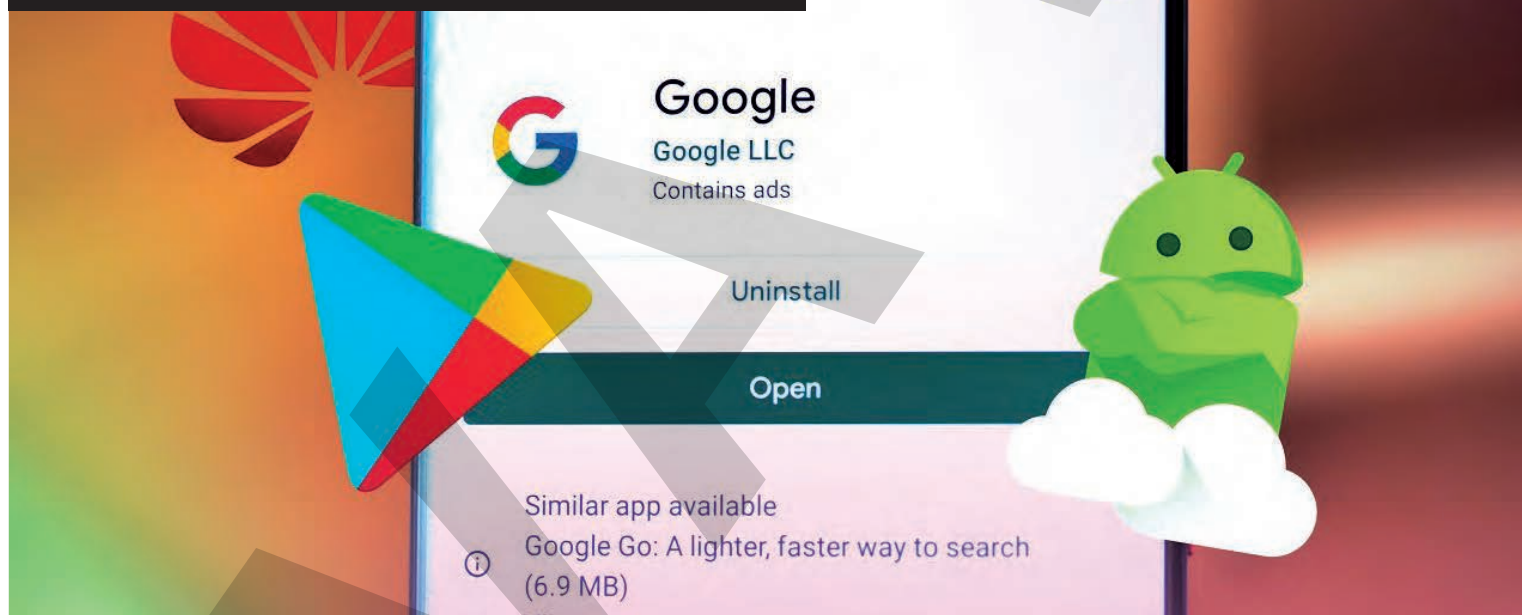 Google
Google LLC
Contains ads
Uninstall
Open
Similar app available
Google Go: A lighter, faster way to search
(6.9 MB)